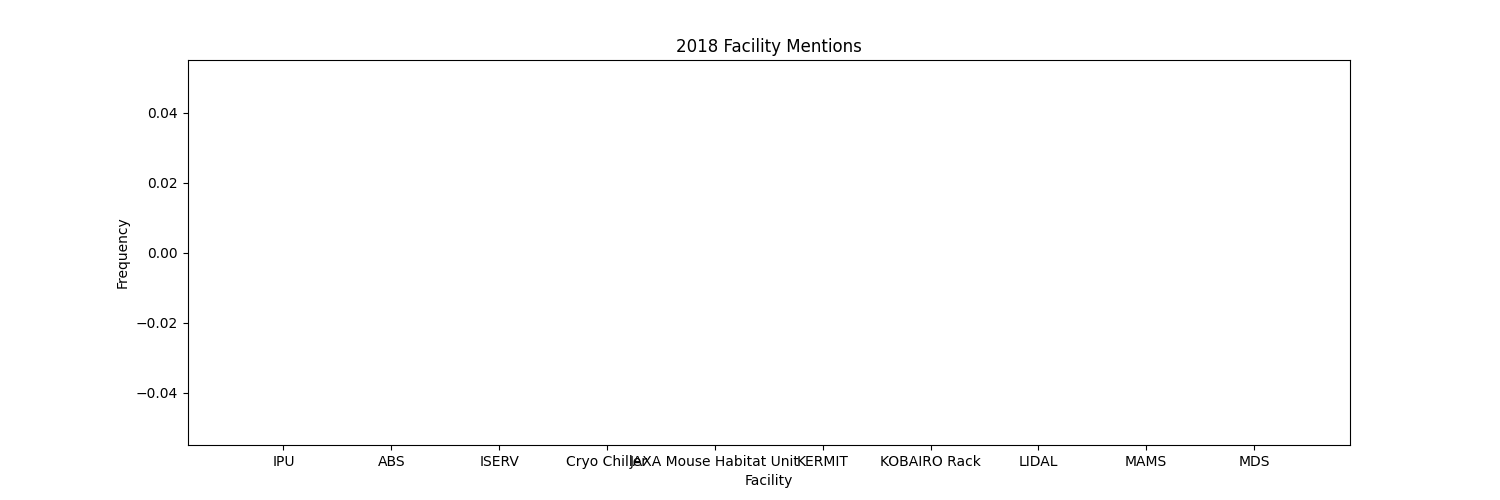 2018 Facility Mentions
0.04
0.02
0.00
−0.02
−0.04
Frequency
IPU ABS ISERV Cryo Chiller JAXA Mouse Habitat Unit KERMIT KOBAIRO Rack LIDAL MAMS MDS
Facility